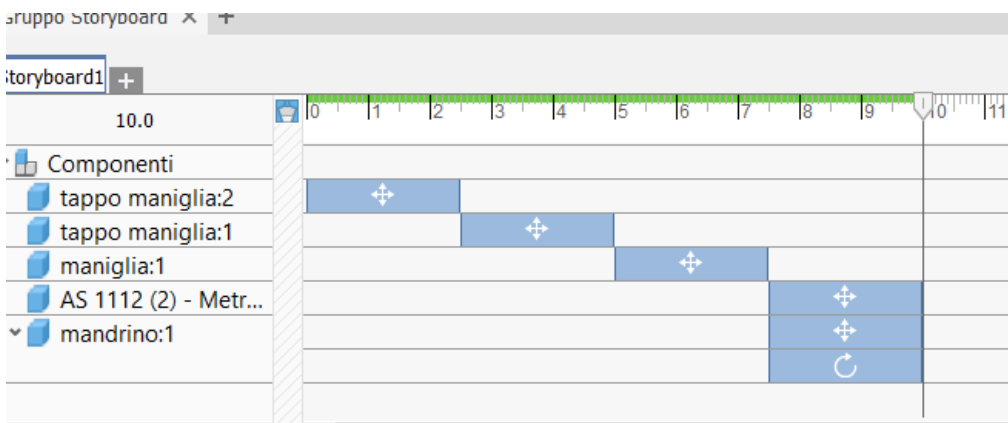 Gruppo Storyboard × +
Storyboard1 +
10.0
0 1 2 3 4 5 6 7 8 9 10 11
Componenti
tappo maniglia:2
tappo maniglia:1
maniglia:1
AS 1112 (2) - Metr...
mandrino:1